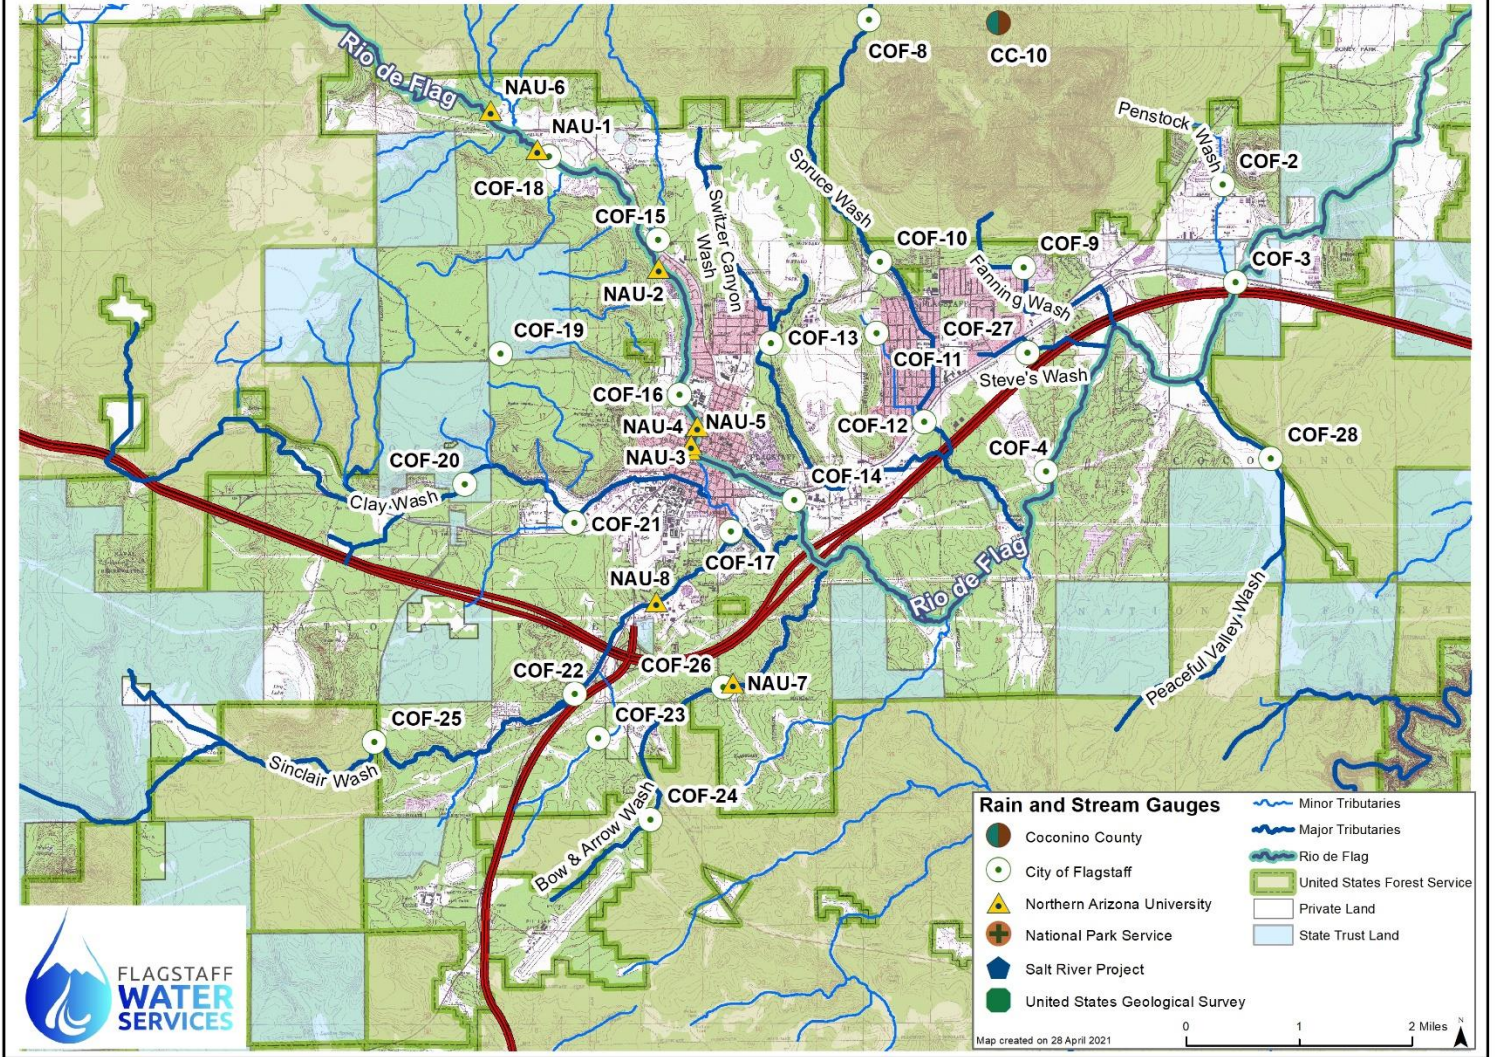 COF-8
CC-10
Rio de Flag
NAU-6
NAU-1
COF-18
Penstock Wash
COF-2
Spruce Wash
Switzer Canyon
Wash
COF-15
NAU-2
COF-10
COF-9
COF-3
Fanning Wash
COF-19
COF-13
COF-27
COF-11
Steve's Wash
COF-16
NAU-4
NAU-5
NAU-3
COF-12
COF-4
COF-28
COF-20
Clay Wash
COF-14
COF-21
COF-17
NAU-8
Rio de Flag
Peaceful Valley Wash
COF-22
COF-26
NAU-7
COF-25
COF-23
Sinclair Wash
COF-24
Bow & Arrow Wash
Rain and Stream Gauges
Coconino County
City of Flagstaff
Northern Arizona University
National Park Service
Salt River Project
United States Geological Survey
Minor Tributaries
Major Tributaries
Rio de Flag
United States Forest Service
Private Land
State Trust Land
Map created on 28 April 2021
0 1 2 Miles
N
FLAGSTAFF
WATER
SERVICES